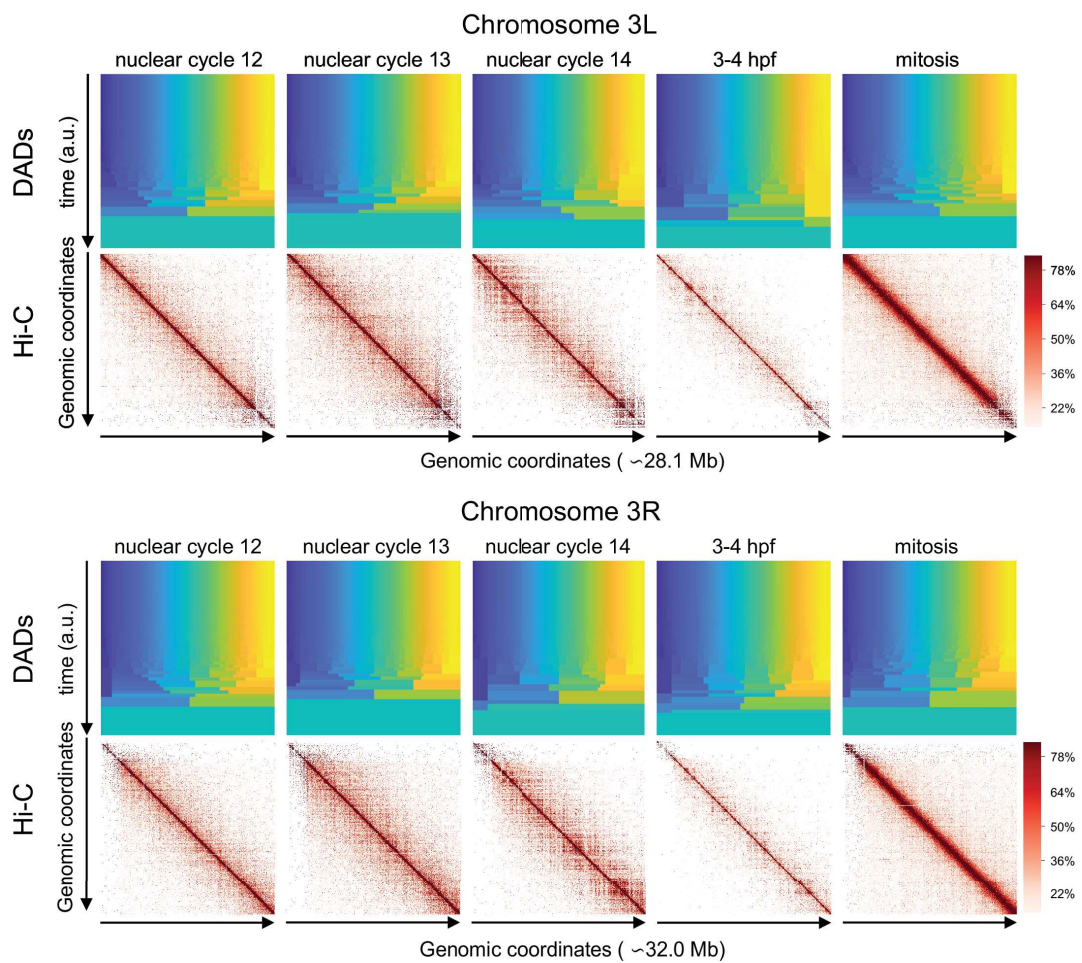 Chromosome 3L
nuclear cycle 12 nuclear cycle 13 nuclear cycle 14 3-4 hpf mitosis
DADs
time (a.u.)
Hi-C
Genomic coordinates
78%
64%
50%
36%
22%
Genomic coordinates ( ∽28.1 Mb)
Chromosome 3R
nuclear cycle 12 nuclear cycle 13 nuclear cycle 14 3-4 hpf mitosis
DADs
time (a.u.)
Hi-C
Genomic coordinates
78%
64%
50%
36%
22%
Genomic coordinates ( ∽32.0 Mb)